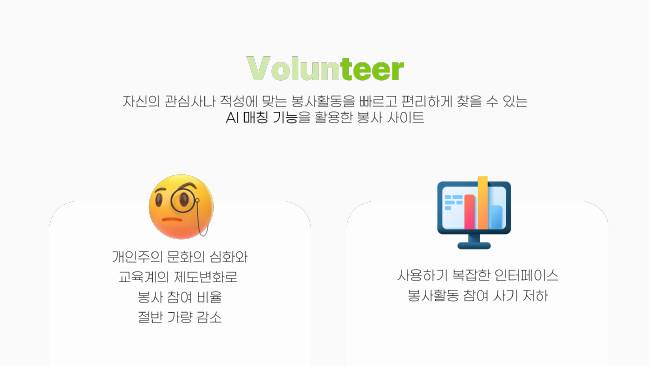 Volunteer
자신의 관심사나 적성에 맞는 봉사활동을 빠르고 편리하게 찾을 수 있는
AI 매칭 기능을 활용한 봉사 사이트
개인주의 문화의 심화와
교육계의 제도변화로
봉사 참여 비율
절반 가량 감소
사용하기 복잡한 인터페이스
봉사활동 참여 사기 저하